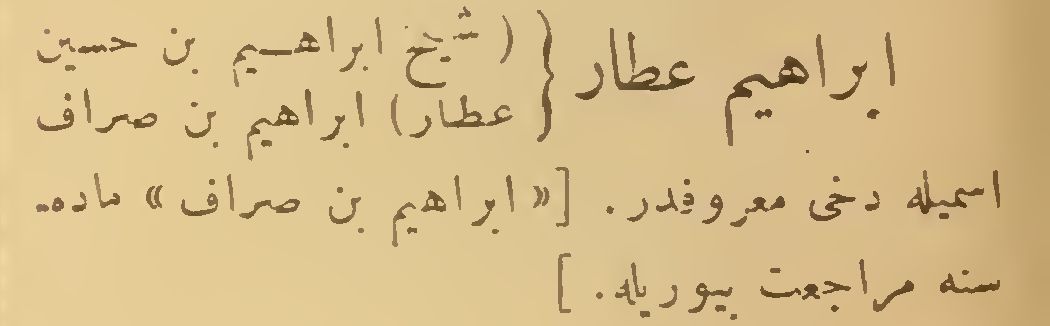 ابراهيم عطار { (شيخ ابراهيم بن حسين
عطار) ابراهيم بن صراف
اسميله دخى معروفدر. [« ابراهيم بن صراف » ماده‌
سنه مراجعت بيوريله. ]